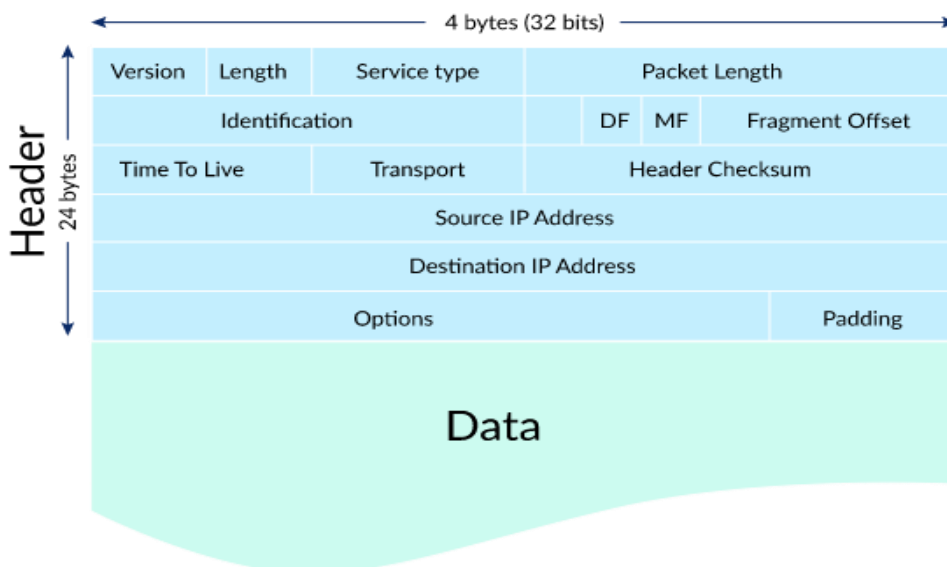 4 bytes (32 bits)
Version Length Service type Packet Length
Identification DF MF Fragment Offset
Time To Live Transport Header Checksum
Source IP Address
Destination IP Address
Options Padding
Header
24 bytes
Data